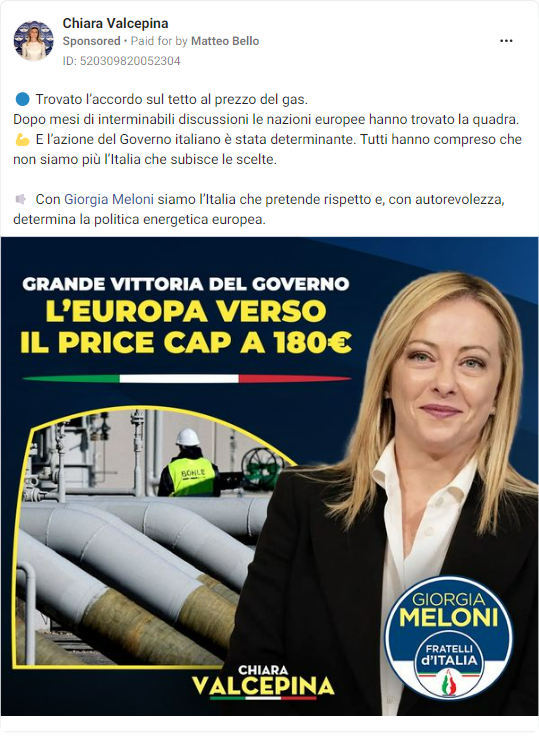 Chiara Valcepina
Sponsored • Paid for by Matteo Bello
ID: 520309820052304
🔵 Trovato l'accordo sul tetto al prezzo del gas.
Dopo mesi di interminabili discussioni le nazioni europee hanno trovato la quadra.
💪 E l'azione del Governo italiano è stata determinante. Tutti hanno compreso che
non siamo più l'Italia che subisce le scelte.
📢 Con Giorgia Meloni siamo l'Italia che pretende rispetto e, con autorevolezza,
determina la politica energetica europea.
GRANDE VITTORIA DEL GOVERNO
L'EUROPA VERSO
IL PRICE CAP A 180€
BOHLE
GIORGIA
MELONI
FRATELLI
d'ITALIA
CHIARA
VALCEPINA